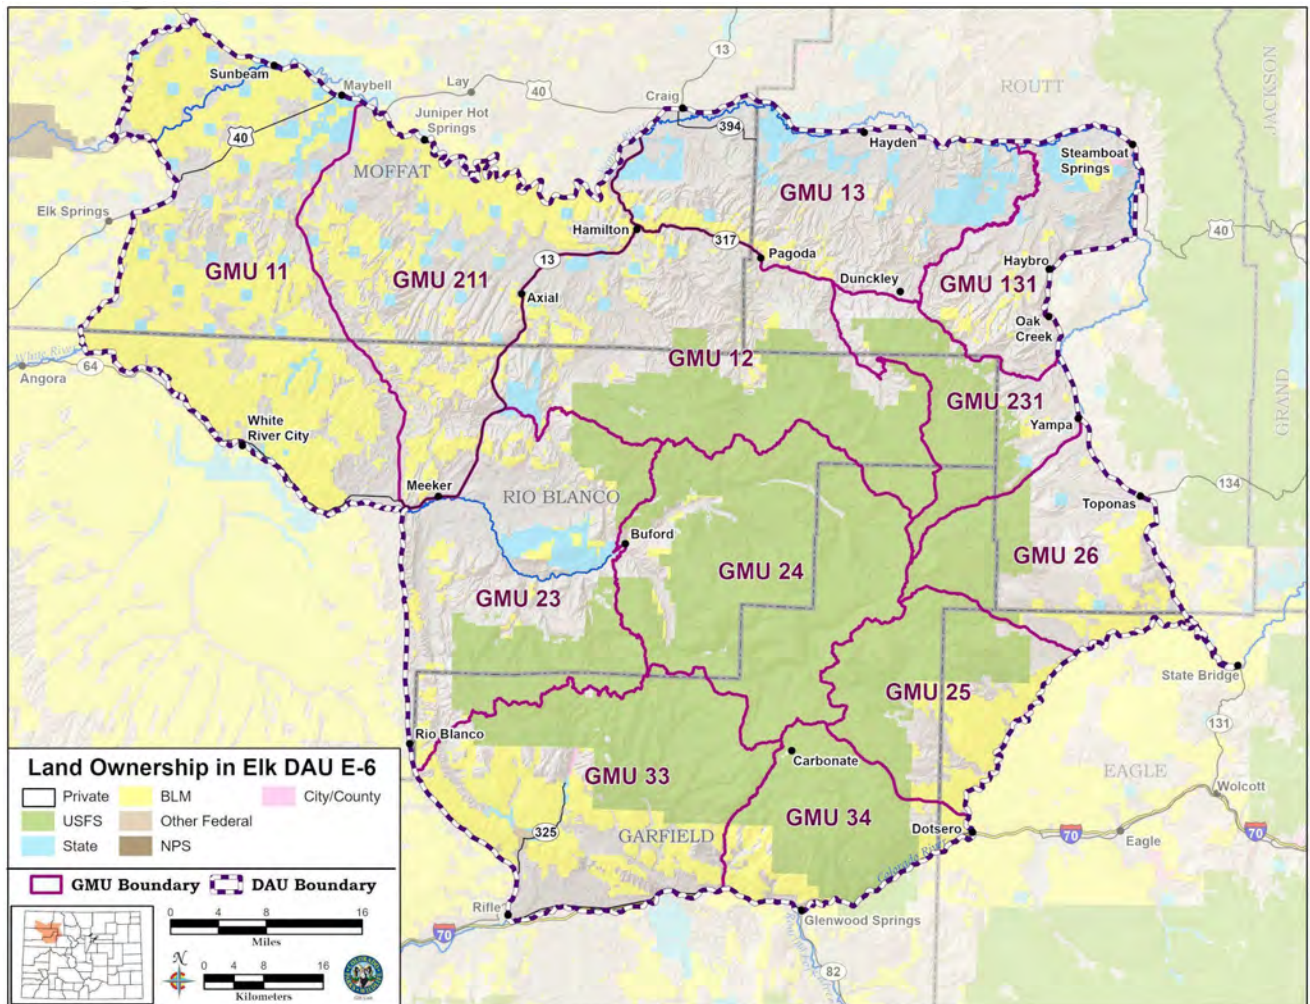 13
ROUTT
JACKSON
Sunbeam
Maybell
Lay
40
Craig
Juniper Hot
Springs
394
Hayden
Steamboat
Springs
40
MOFFAT
GMU 13
Elk Springs
Hamilton
317
40
GMU 11
GMU 211
13
Pagoda
Dunckley
Haybro
GMU 131
Axial
Oak
Creek
White River
64
Angora
GMU 12
GMU 231
GRAND
White
River City
Yampa
Meeker
RIO BLANCO
134
Toponas
Buford
GMU 24
GMU 26
GMU 23
State Bridge
GMU 25
131
Rio Blanco
Carbonate
GMU 33
EAGLE
Wolcott
GMU 34
325
GARFIELD
Dotsero
70
Eagle
70
Colorado River
Rifle
70
Glenwood Springs
82
Land Ownership in Elk DAU E-6
Private
BLM
City/County
USFS
Other Federal
State
NPS
GMU Boundary
DAU Boundary
0 4 8 16
Miles
N
0 4 8 16
Kilometers